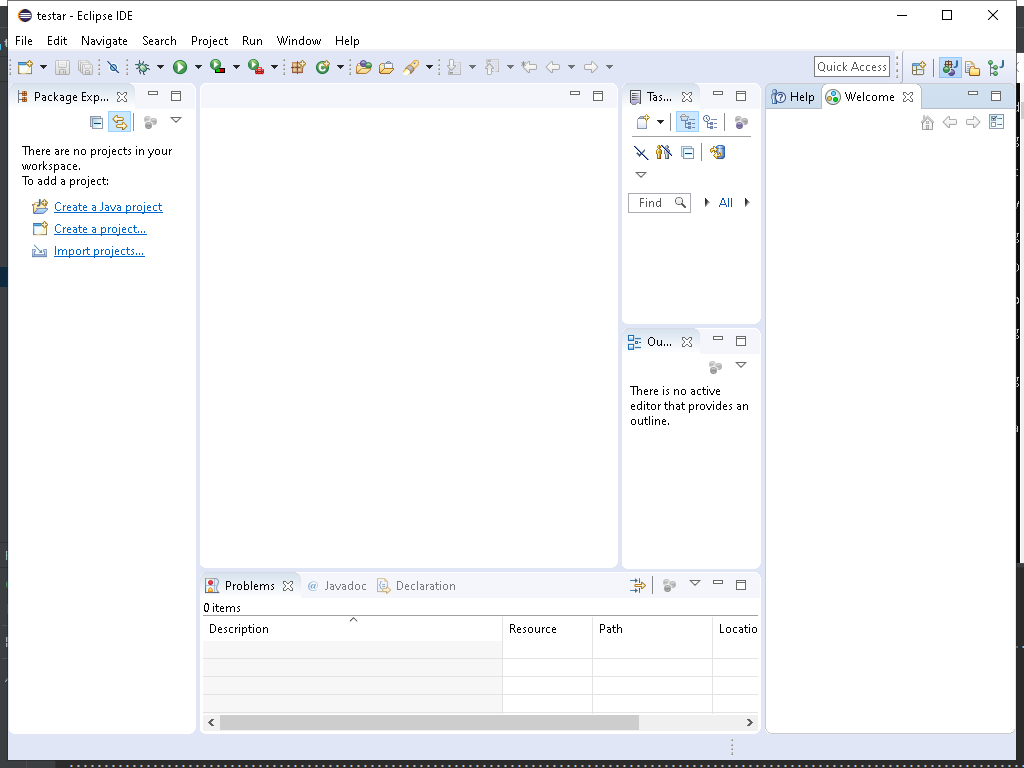 testar - Eclipse IDE
File Edit Navigate Search Project Run Window Help
Quick Access
Package Exp...
There are no projects in your
workspace.
To add a project:
Create a Java project
Create a project...
Import projects...
Tas...
Find
All
Ou...
There is no active
editor that provides an
outline.
Help
Welcome
Problems
@ Javadoc
Declaration
0 items
Description Resource Path Locatio